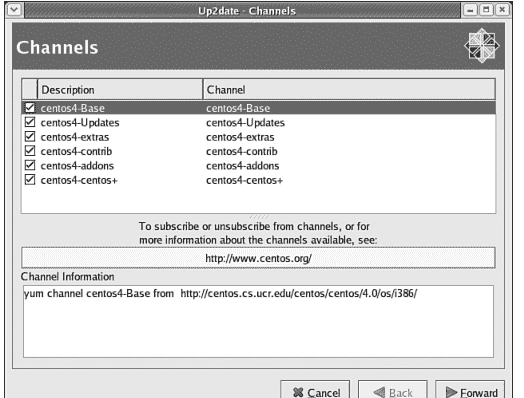 Up2date - Channels
Channels
Description Channel
centos4-Base centos4-Base
centos4-Updates centos4-Updates
centos4-extras centos4-extras
centos4-contrib centos4-contrib
centos4-addons centos4-addons
centos4-centos+ centos4-centos+
To subscribe or unsubscribe from channels, or for
more information about the channels available, see:
http://www.centos.org/
Channel Information
yum channel centos4-Base from http://centos.cs.ucr.edu/centos/centos/4.0/os/i386/
Cancel Back Forward